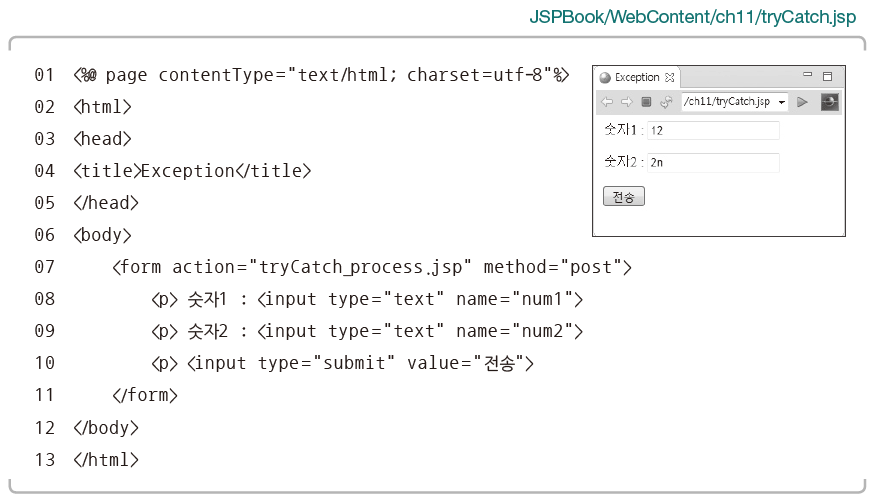 JSPBook/WebContent/ch11/tryCatch.jsp
01 <%@ page contentType="text/html; charset=utf-8"%>
02 <html>
03 <head>
04 <title>Exception</title>
05 </head>
06 <body>
07 <form action="tryCatch_process.jsp" method="post">
08 <p> 숫자1 : <input type="text" name="num1">
09 <p> 숫자2 : <input type="text" name="num2">
10 <p> <input type="submit" value="전송">
11 </form>
12 </body>
13 </html>
Exception
/ch11/tryCatch.jsp
숫자1 : 12
숫자2 : 2n
전송